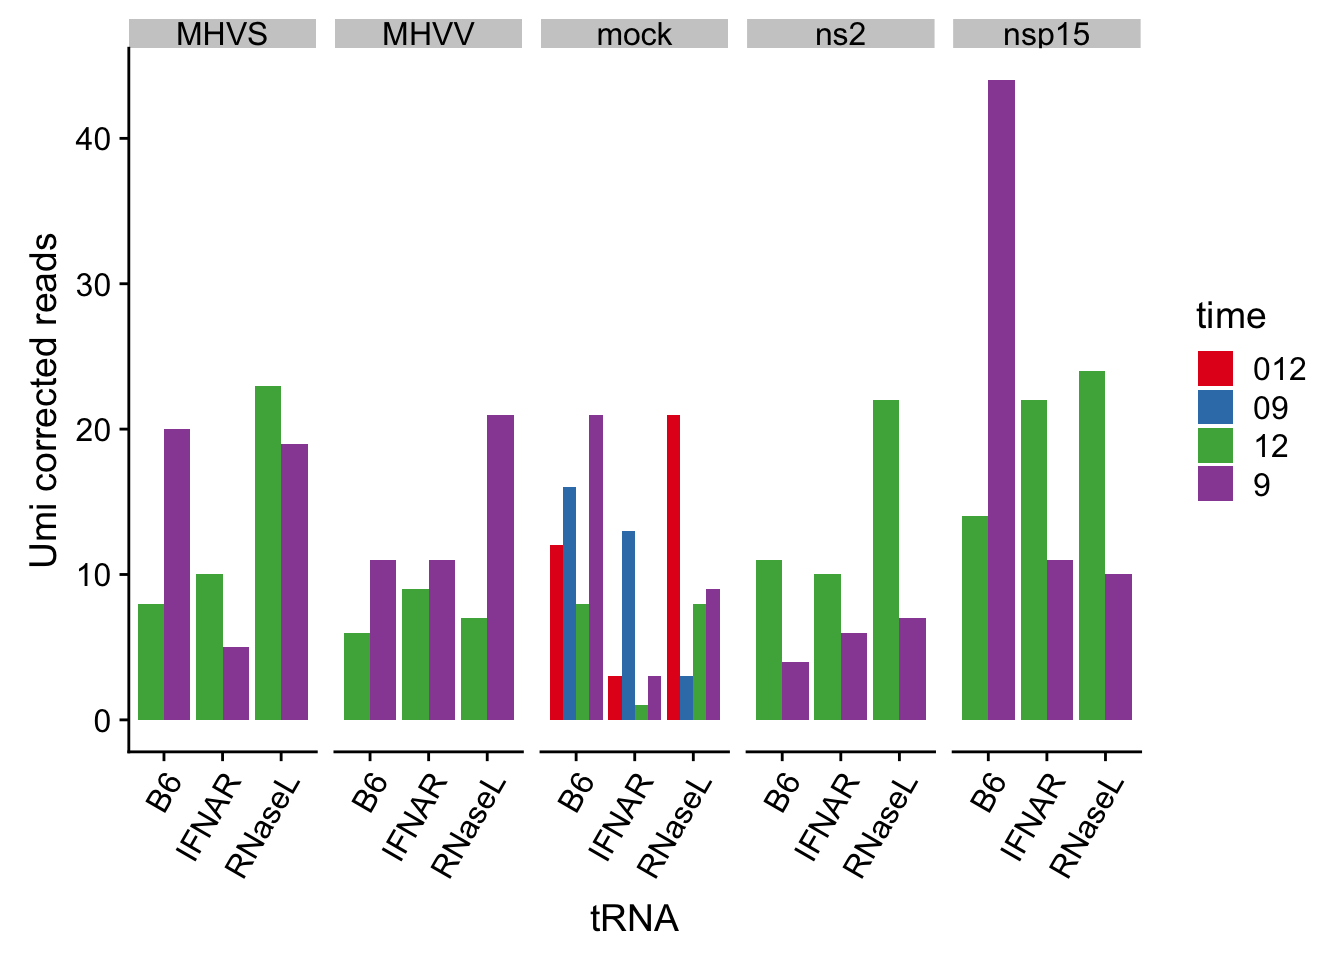 MHVS MHVV mock ns2 nsp15
Umi corrected reads
40
30
20
10
0
B6 IFNAR RNaseL B6 IFNAR RNaseL B6 IFNAR RNaseL B6 IFNAR RNaseL B6 IFNAR RNaseL
tRNA
time
012
09
12
9